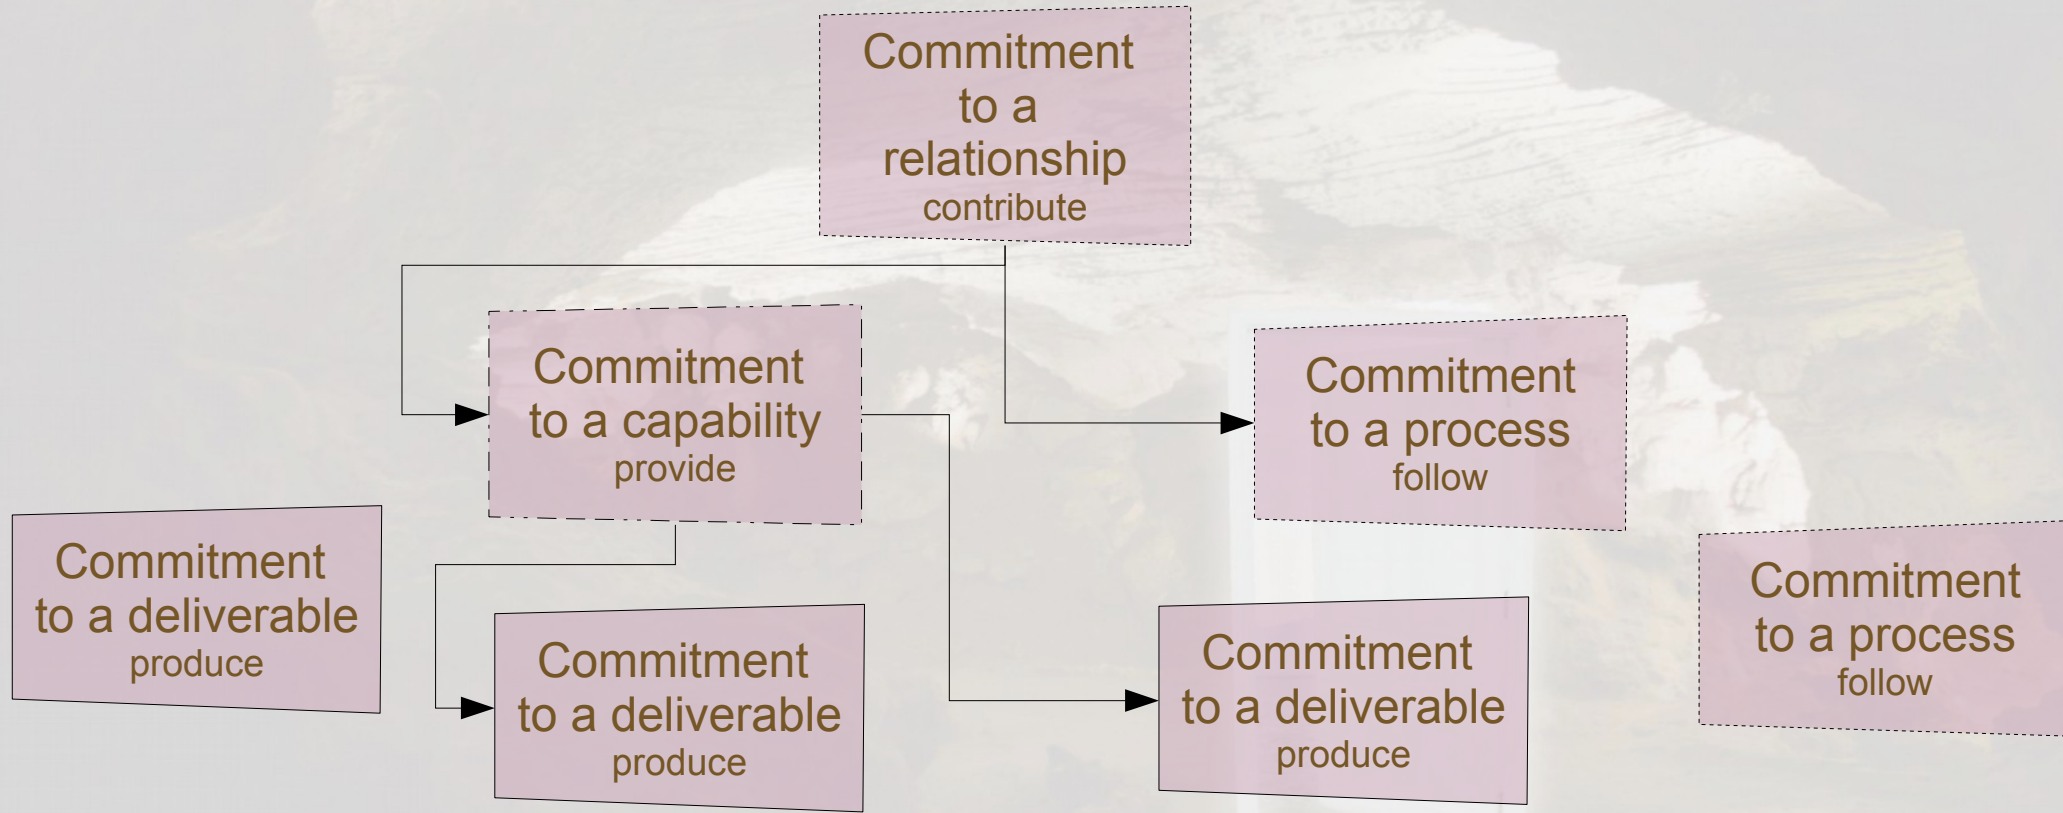 Commitment
to a
relationship
contribute
Commitment
to a capability
provide
Commitment
to a process
follow
Commitment
to a deliverable
produce
Commitment
to a deliverable
produce
Commitment
to a deliverable
produce
Commitment
to a process
follow